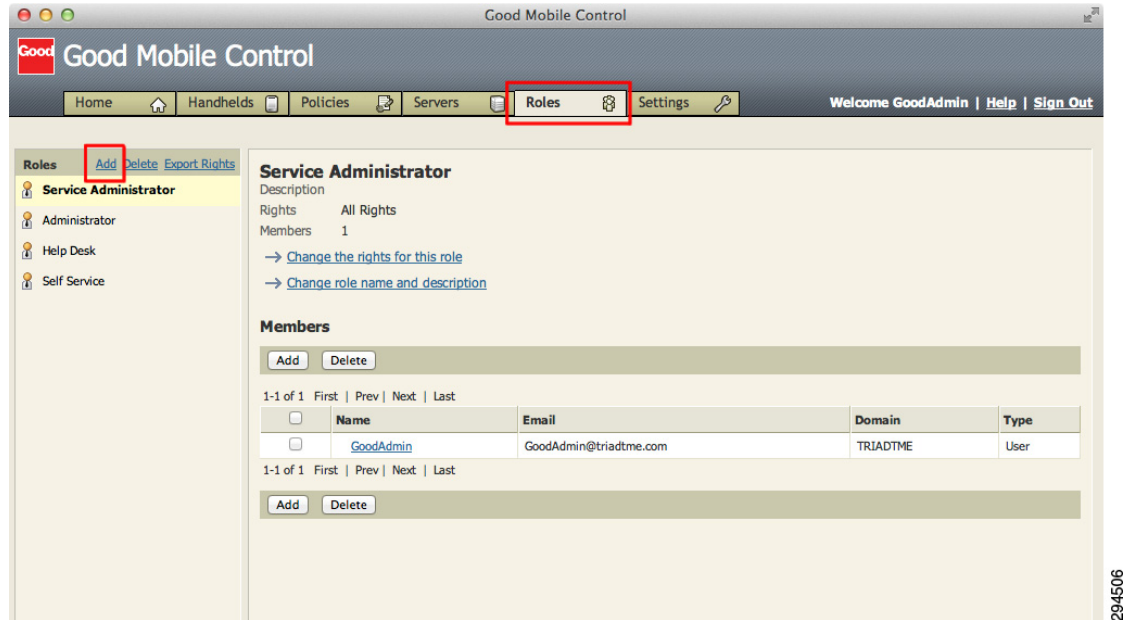 Good Mobile Control
Good Good Mobile Control
Home Handhelds Policies Servers Roles Settings Welcome GoodAdmin | Help | Sign Out
Roles Add Delete Export Rights
Service Administrator
Administrator
Help Desk
Self Service
Service Administrator
Description
Rights All Rights
Members 1
→ Change the rights for this role
→ Change role name and description
Members
Add Delete
1-1 of 1 First | Prev | Next | Last
Name Email Domain Type
GoodAdmin GoodAdmin@triadtme.com TRIADTME User
1-1 of 1 First | Prev | Next | Last
Add Delete
294506